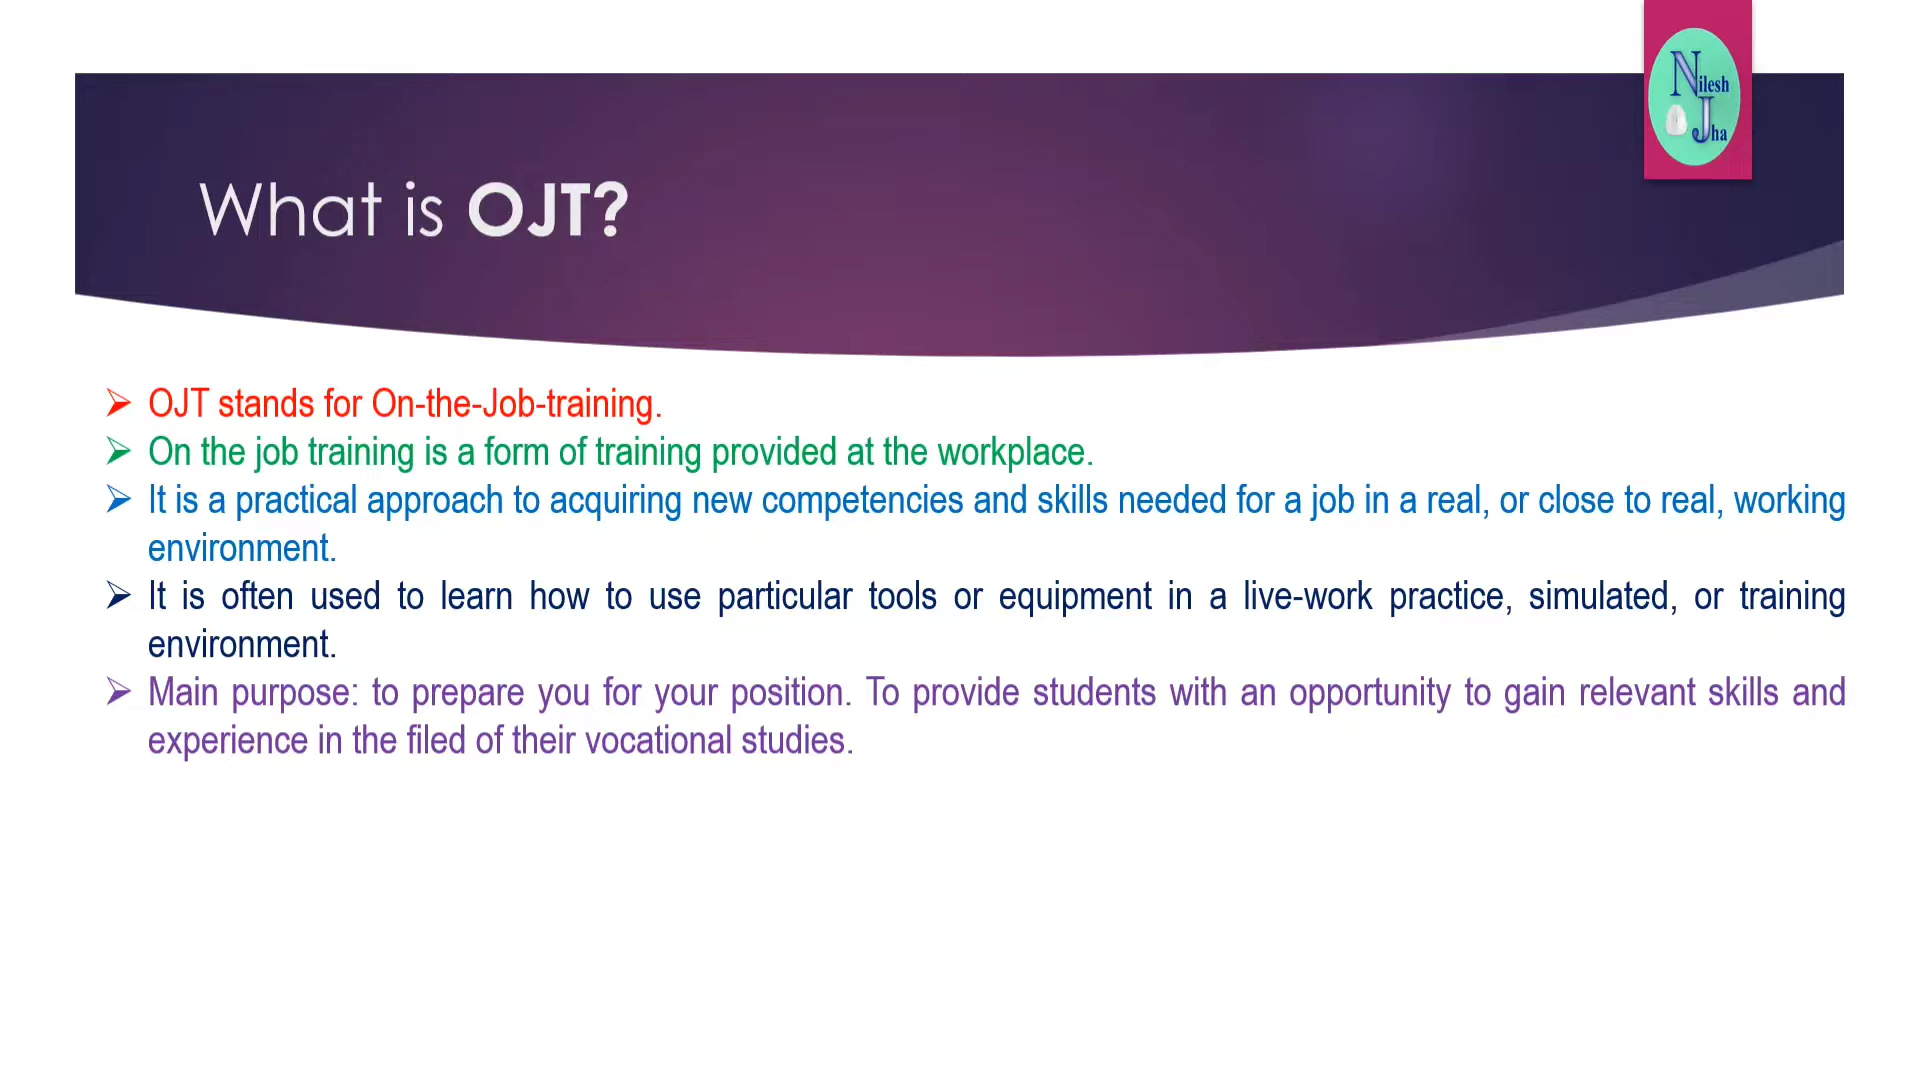 Nilesh
Jha
What is OJT?
➢ OJT stands for On-the-Job-training.
➢ On the job training is a form of training provided at the workplace.
➢ It is a practical approach to acquiring new competencies and skills needed for a job in a real, or close to real, working
environment.
➢ It is often used to learn how to use particular tools or equipment in a live-work practice, simulated, or training
environment.
➢ Main purpose: to prepare you for your position. To provide students with an opportunity to gain relevant skills and
experience in the filed of their vocational studies.